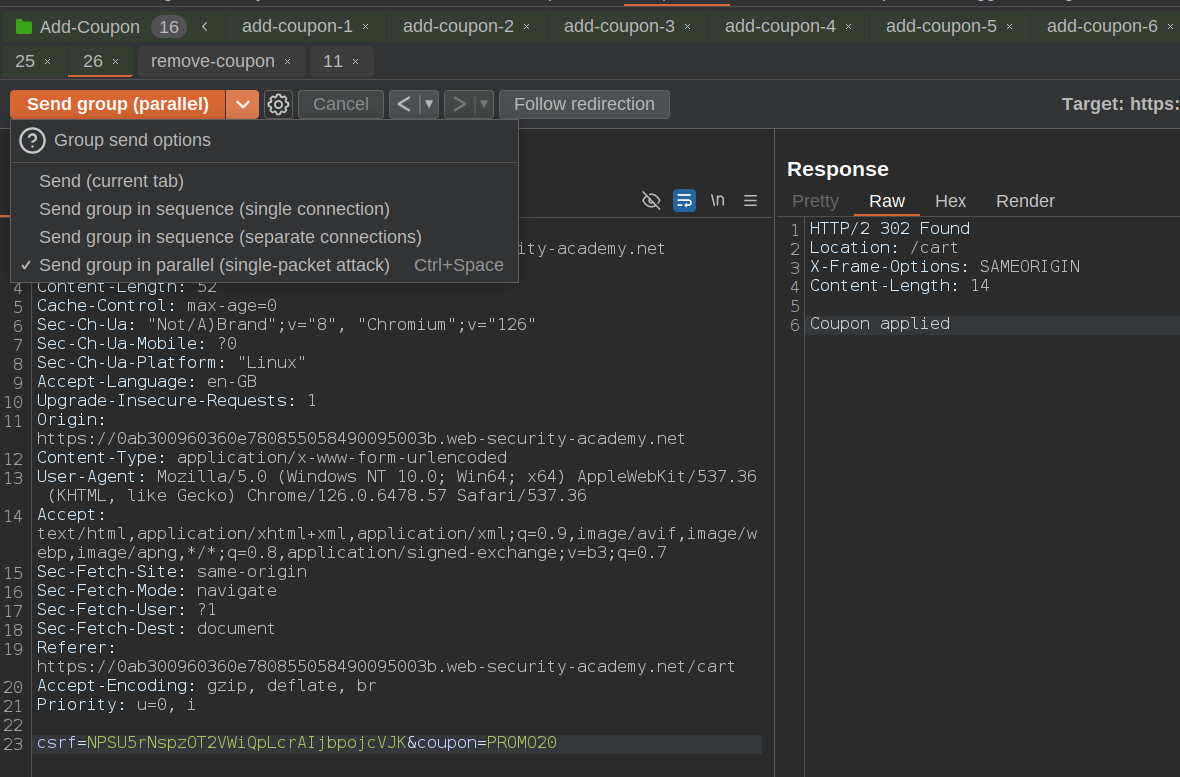 Add-Coupon 16 < add-coupon-1 × add-coupon-2 × add-coupon-3 × add-coupon-4 × add-coupon-5 × add-coupon-6 ×
25 × 26 × remove-coupon × 11 ×
Send group (parallel) Cancel < ▾ > ▾ Follow redirection Target: https:
? Group send options
Send (current tab)
Send group in sequence (single connection)
Send group in sequence (separate connections)
✓ Send group in parallel (single-packet attack) Ctrl+Space
\n
ity-academy.net
4 Content-Length: 52
5 Cache-Control: max-age=0
6 Sec-Ch-Ua: "Not/A)Brand";v="8", "Chromium";v="126"
7 Sec-Ch-Ua-Mobile: ?0
8 Sec-Ch-Ua-Platform: "Linux"
9 Accept-Language: en-GB
10 Upgrade-Insecure-Requests: 1
11 Origin:
https://0ab300960360e780855058490095003b.web-security-academy.net
12 Content-Type: application/x-www-form-urlencoded
13 User-Agent: Mozilla/5.0 (Windows NT 10.0; Win64; x64) AppleWebKit/537.36
(KHTML, like Gecko) Chrome/126.0.6478.57 Safari/537.36
14 Accept:
text/html,application/xhtml+xml,application/xml;q=0.9,image/avif,image/w
ebp,image/apng,*/*;q=0.8,application/signed-exchange;v=b3;q=0.7
15 Sec-Fetch-Site: same-origin
16 Sec-Fetch-Mode: navigate
17 Sec-Fetch-User: ?1
18 Sec-Fetch-Dest: document
19 Referer:
https://0ab300960360e780855058490095003b.web-security-academy.net/cart
20 Accept-Encoding: gzip, deflate, br
21 Priority: u=0, i
22
23 csrf=NPSU5rNspzOT2VWiQpLcrAIjbpojcVJK&coupon=PROMO20
Response
Pretty Raw Hex Render
1 HTTP/2 302 Found
2 Location: /cart
3 X-Frame-Options: SAMEORIGIN
4 Content-Length: 14
5
6 Coupon applied